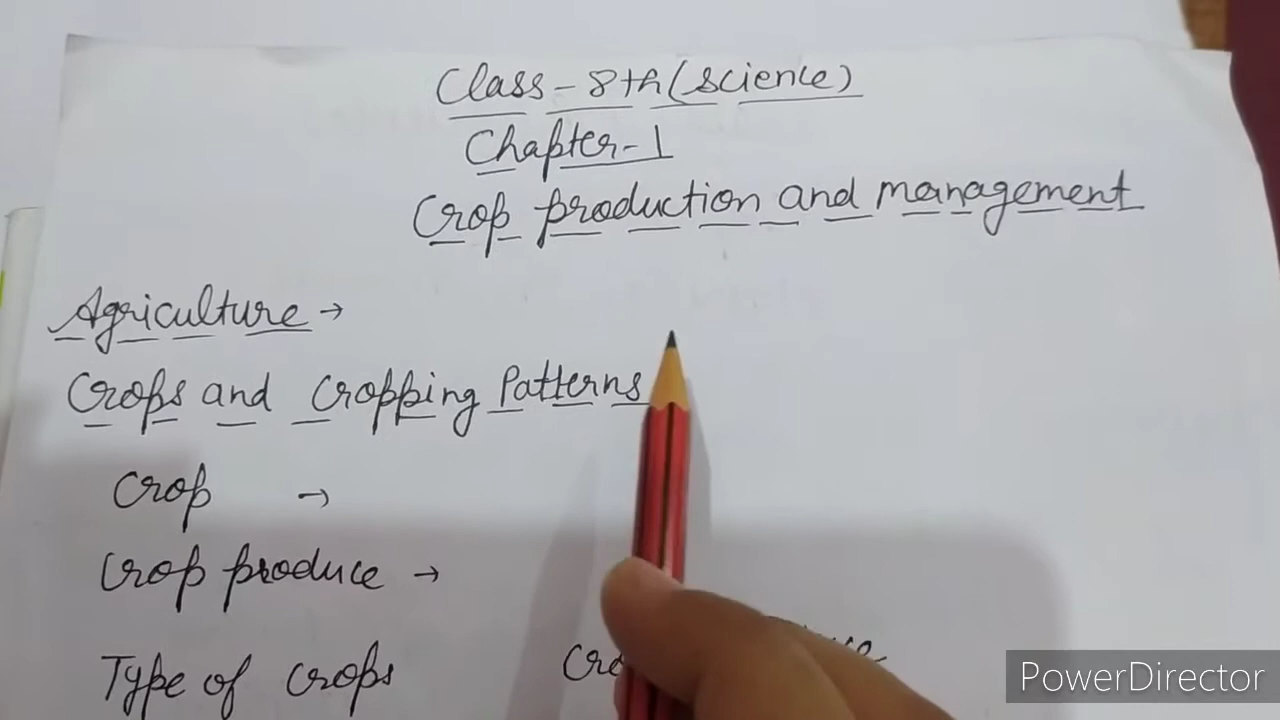 Class - 8th (science)
Chapter - 1
Crop production and management
Agriculture →
Crops and Cropping Patterns
Crop →
Crop produce →
Type of crops
PowerDirector